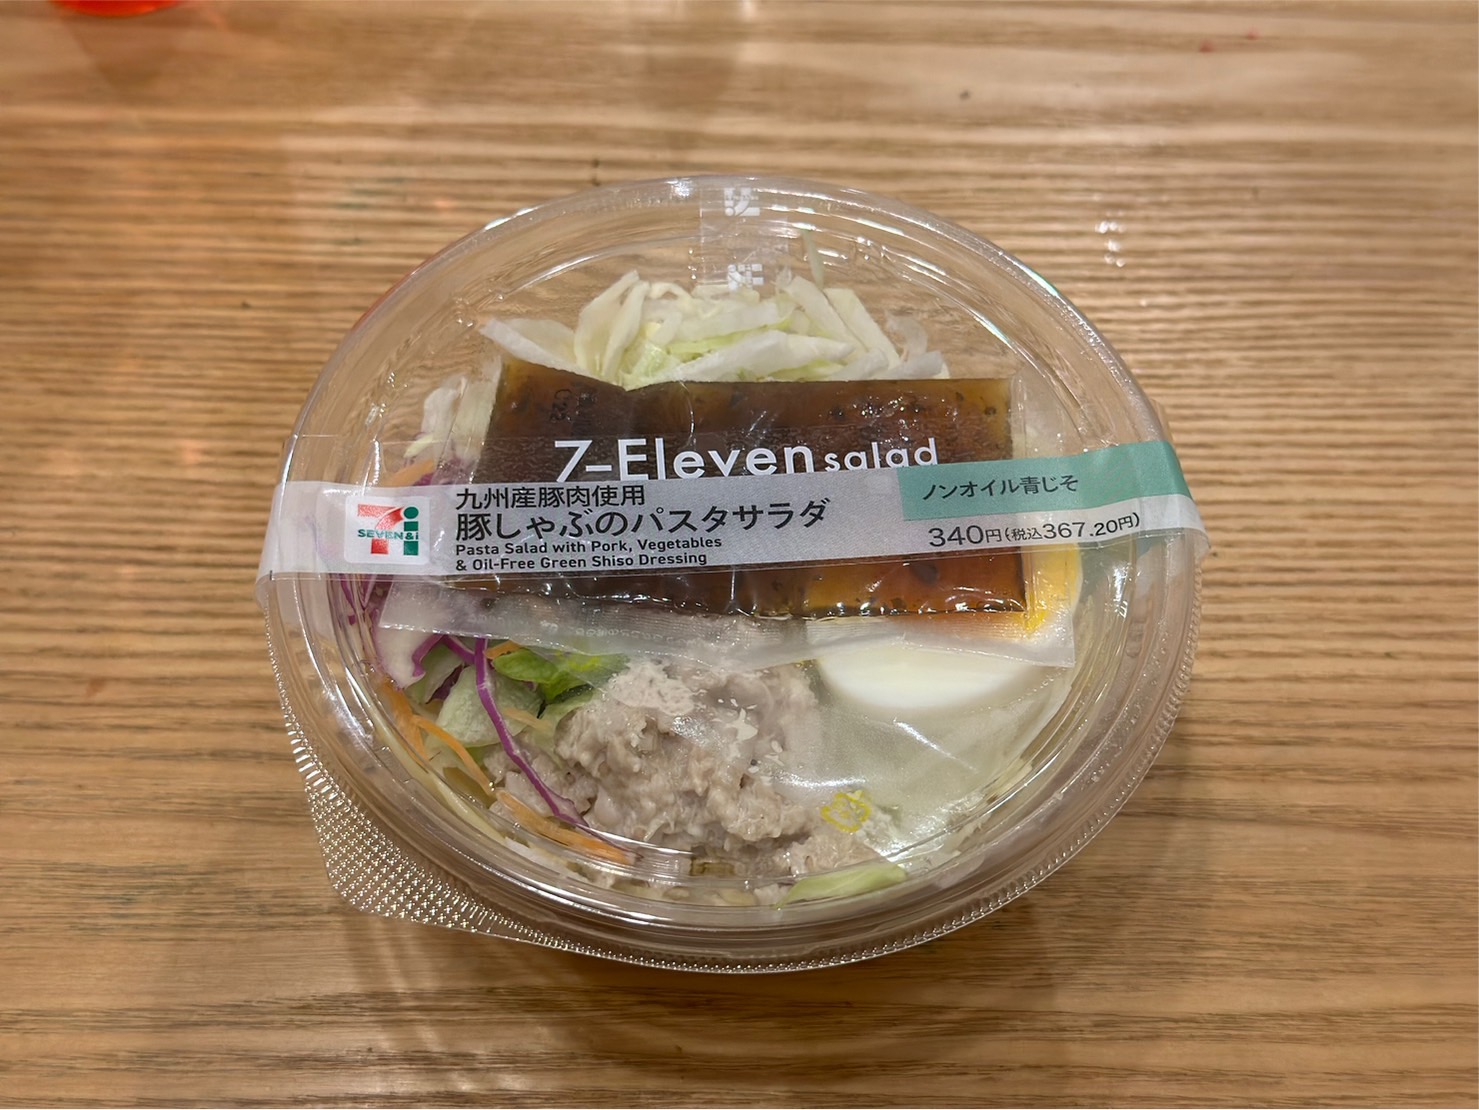 7-Eleven salad
九州産豚肉使用
豚しゃぶのパスタサラダ
Pasta Salad with Pork, Vegetables
& Oil-Free Green Shiso Dressing
SEVEN&i
ノンオイル青じそ
340円(税込367.20円)